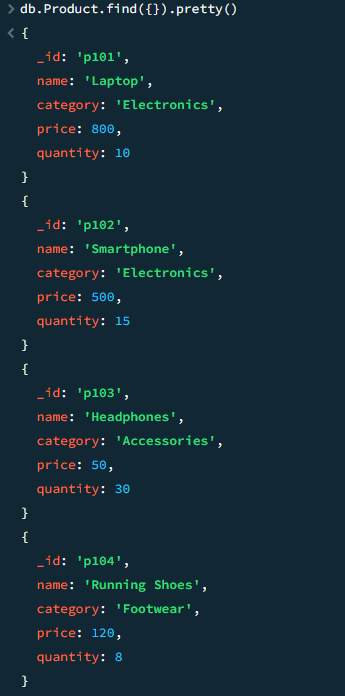 > db.Product.find({}).pretty()
< {
_id: 'p101',
name: 'Laptop',
category: 'Electronics',
price: 800,
quantity: 10
}
{
_id: 'p102',
name: 'Smartphone',
category: 'Electronics',
price: 500,
quantity: 15
}
{
_id: 'p103',
name: 'Headphones',
category: 'Accessories',
price: 50,
quantity: 30
}
{
_id: 'p104',
name: 'Running Shoes',
category: 'Footwear',
price: 120,
quantity: 8
}